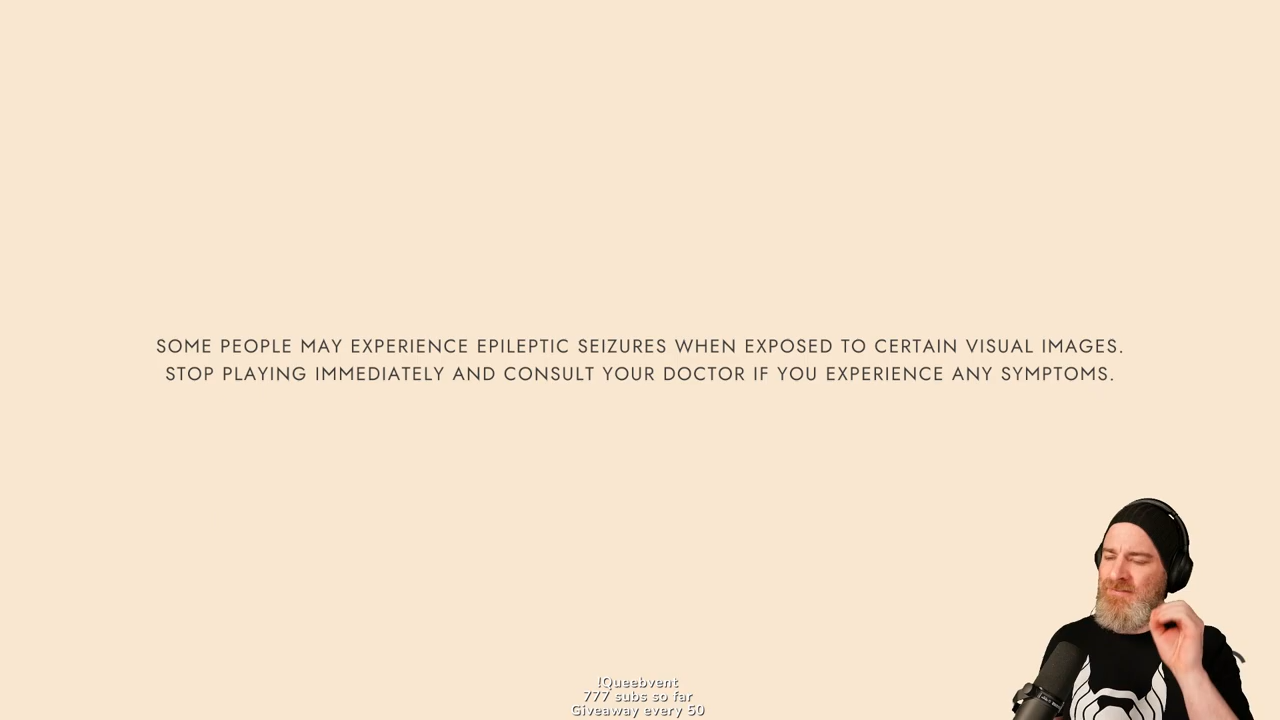 SOME PEOPLE MAY EXPERIENCE EPILEPTIC SEIZURES WHEN EXPOSED TO CERTAIN VISUAL IMAGES.
STOP PLAYING IMMEDIATELY AND CONSULT YOUR DOCTOR IF YOU EXPERIENCE ANY SYMPTOMS.
!Queebvent
777 subs so far
Giveaway every 50